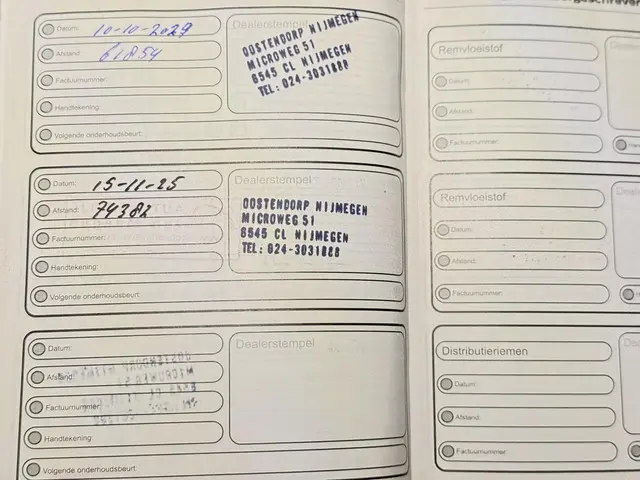 Datum: 10-10-2029
Afstand: 61854
Factuurnummer:
Handtekening:
Volgende onderhoudsbeurt:
Dealerstempel
OOSTENDORP NIJMEGEN
MICROWEG 51
6545 CL NIJMEGEN
TEL: 024-3031888
Datum: 15-11-25
Afstand: 74382
Factuurnummer:
Handtekening:
Volgende onderhoudsbeurt:
Dealerstempel
OOSTENDORP NIJMEGEN
MICROWEG 51
6545 CL NIJMEGEN
TEL: 024-3031888
Datum:
Afstand:
Factuurnummer:
Handtekening:
Volgende onderhoudsbeurt
Dealerstempel
Remvloeistof
Datum:
Afstand:
Factuurnummer:
Remvloeistof
Datum:
Afstand:
Factuurnummer:
Distributieriemen
Datum:
Afstand:
Factuurnummer: